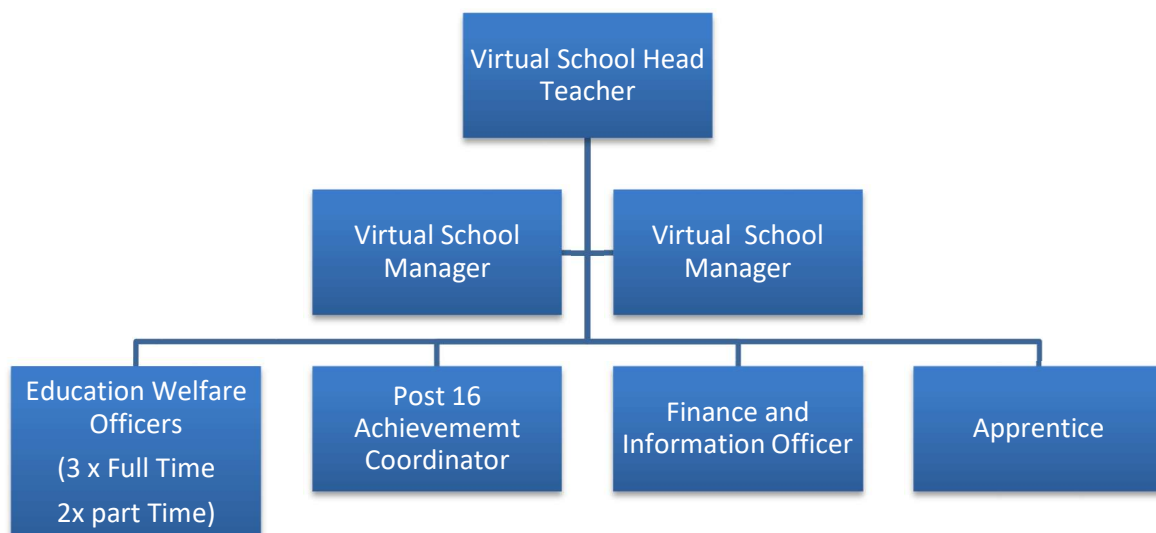 Virtual School Head
Teacher
Virtual School
Manager
Virtual  School
Manager
Education Welfare
Officers
(3 x Full Time
2x part Time)
Post 16
Achievememt
Coordinator
Finance and
Information Officer
Apprentice